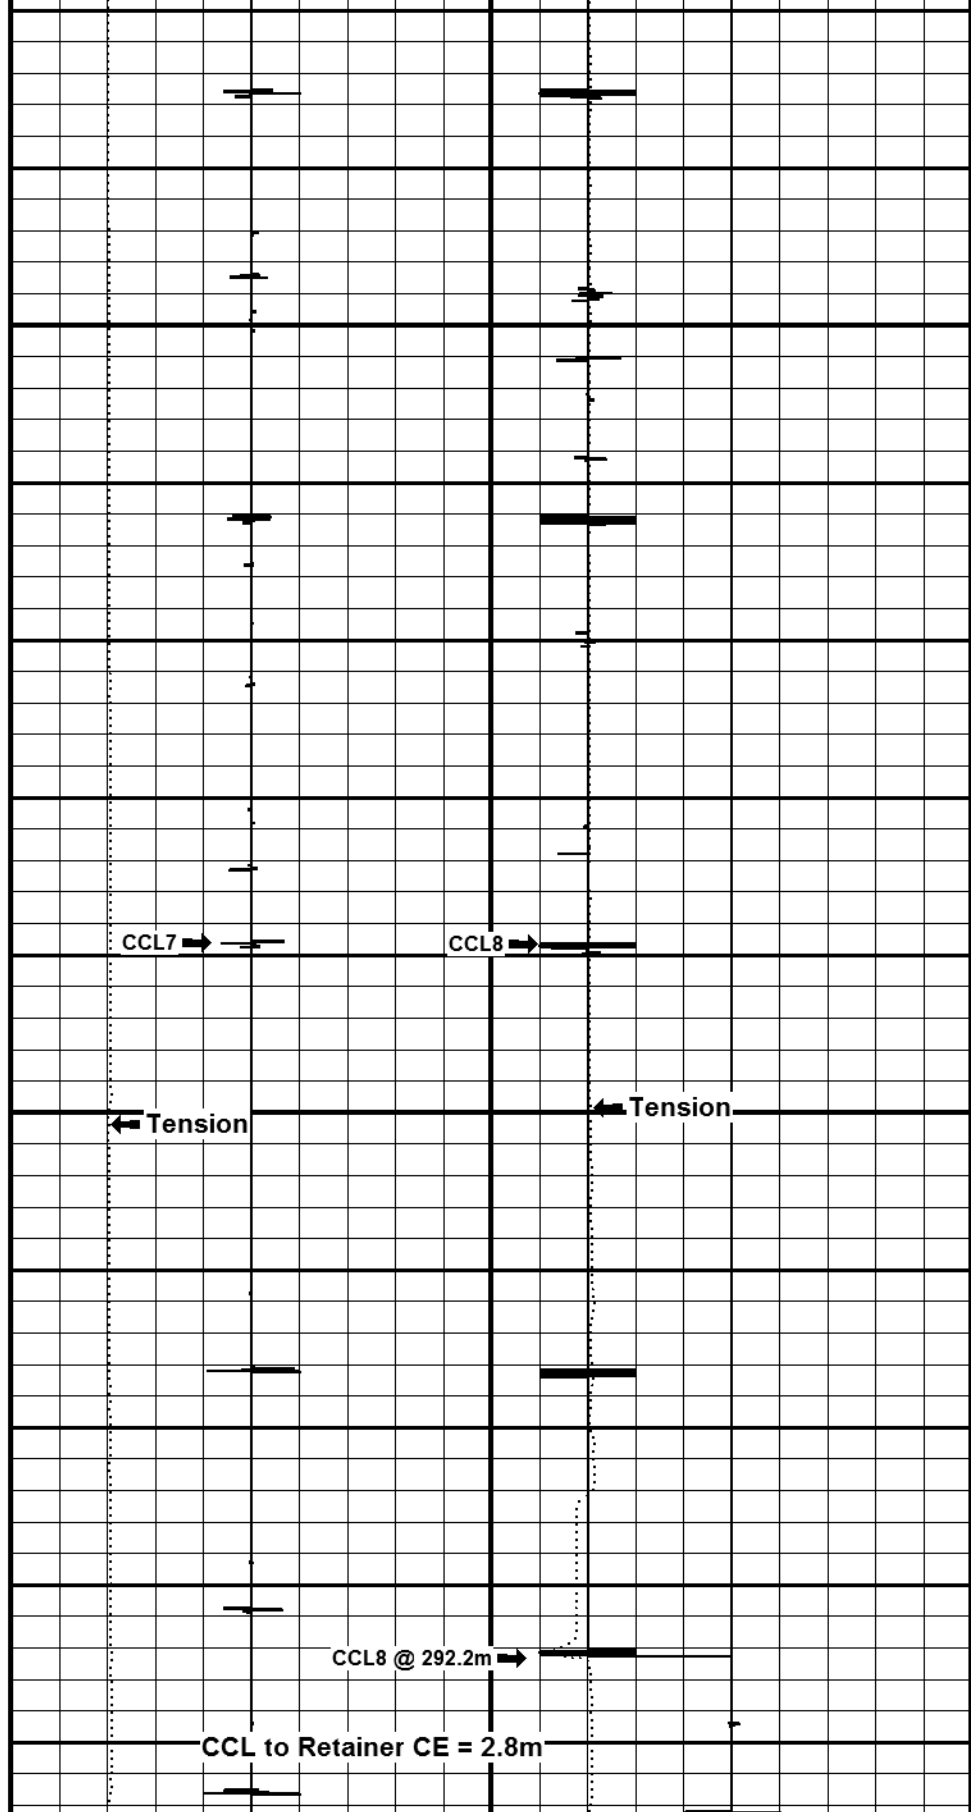 CCL7
CCL8
Tension
Tension
CCL8 @ 292.2m
CCL to Retainer CE = 2.8m